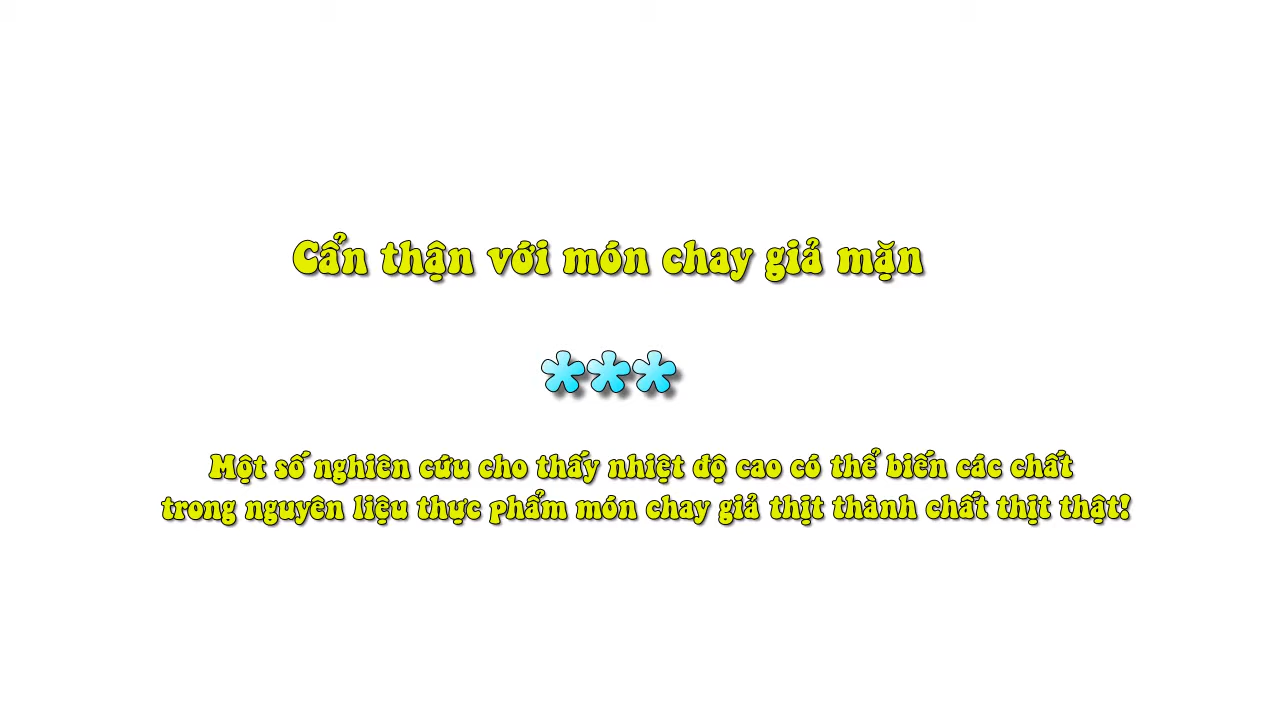 Cẩn thận với món chay giả mặn
***
Một số nghiên cứu cho thấy nhiệt độ cao có thể biến các chất
trong nguyên liệu thực phẩm món chay giả thịt thành chất thịt thật!